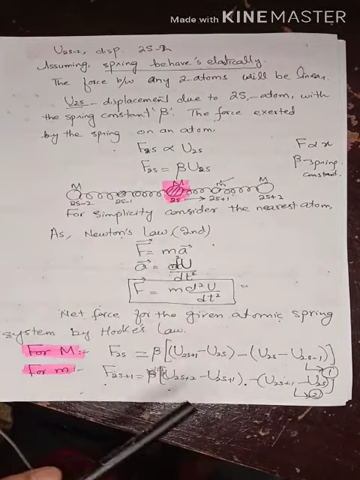 Made with KINEMASTER
U2S-2, disp. 2S-2
Assuming spring behave's elastically.
The force b/w any 2-atoms will be linear.
U2S - displacement due to 2S, - atom, with
the spring constant 'β'. The force exerted
by the spring on an atom.
F2S ∝ U2S F ∝ x
F2S = βU2S β → spring constant.
M M M
2S-2 2S-1 2S 2S+1 2S+2
For simplicity consider the nearest atom.
As, Newton's Law, (2nd)
F = ma
a = d²U/dt²
F = m d²U/dt²
Net force for the given atomic spring
system by Hooke's Law.
For M:- F2S = β[(U2S+1 - U2S) - (U2S - U2S-1)] ①
For m:- F2S+1 = β[(U2S+2 - U2S+1) - (U2S+1 - U2S)] ②